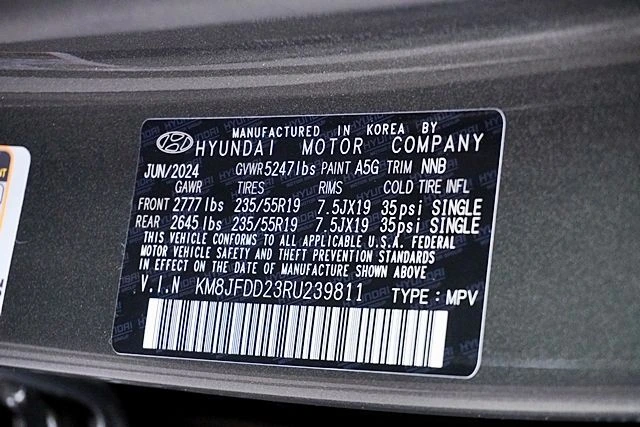 MANUFACTURED IN KOREA BY
HYUNDAI MOTOR COMPANY
JUN/2024 GVWR 5247lbs PAINT A5G TRIM NNB
GAWR TIRES RIMS COLD TIRE INFL
FRONT 2777lbs 235/55R19 7.5JX19 35psi SINGLE
REAR 2645lbs 235/55R19 7.5JX19 35psi SINGLE
THIS VEHICLE CONFORMS TO ALL APPLICABLE U.S.A. FEDERAL
MOTOR VEHICLE SAFETY AND THEFT PREVENTION STANDARDS
IN EFFECT ON THE DATE OF MANUFACTURE SHOWN ABOVE
V.I.N KM8JFDD23RU239811 TYPE: MPV